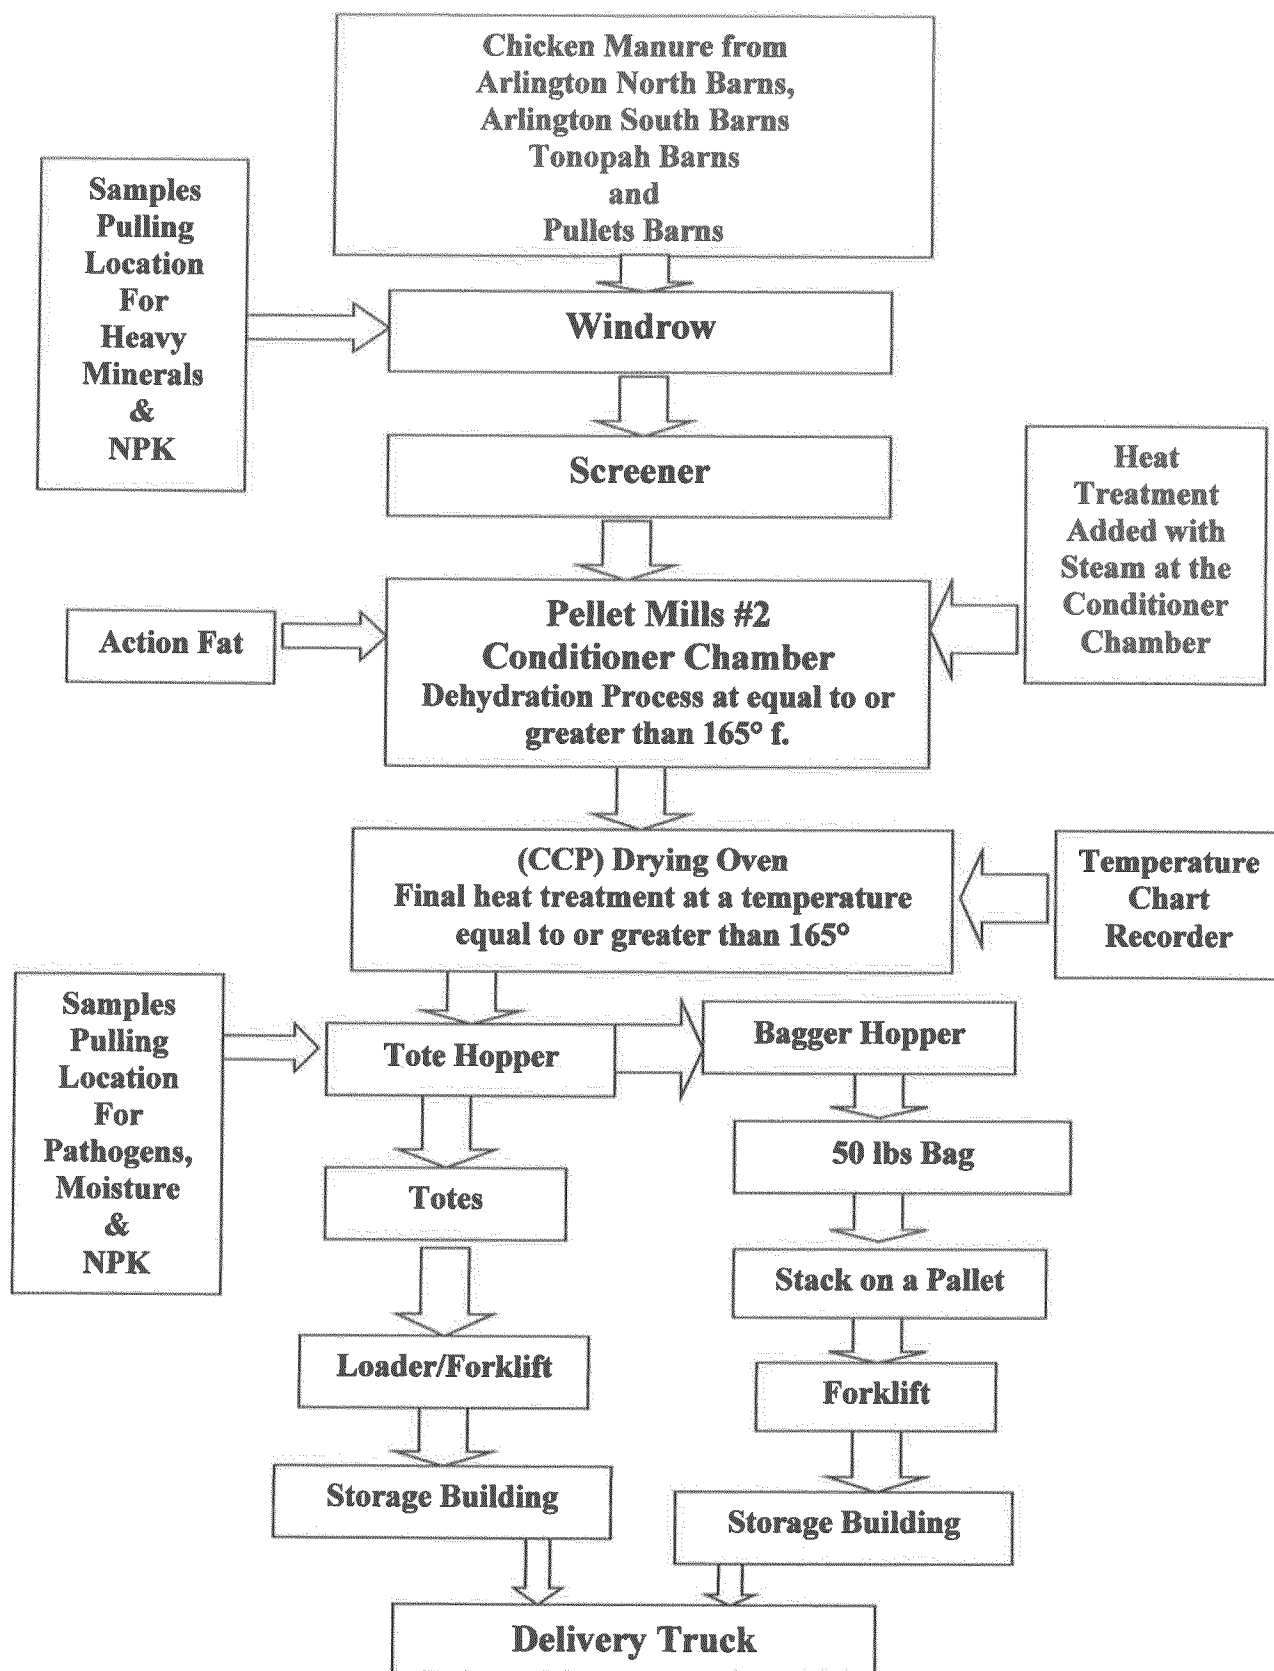 Chicken Manure from
Arlington North Barns,
Arlington South Barns
Tonopah Barns
and
Pullets Barns
Samples
Pulling
Location
For
Heavy
Minerals
&
NPK
Windrow
Screener
Heat
Treatment
Added with
Steam at the
Conditioner
Chamber
Action Fat
Pellet Mills #2
Conditioner Chamber
Dehydration Process at equal to or
greater than 165° f.
(CCP) Drying Oven
Final heat treatment at a temperature
equal to or greater than 165°
Temperature
Chart
Recorder
Samples
Pulling
Location
For
Pathogens,
Moisture
&
NPK
Tote Hopper
Bagger Hopper
Totes
50 lbs Bag
Stack on a Pallet
Loader/Forklift
Forklift
Storage Building
Storage Building
Delivery Truck